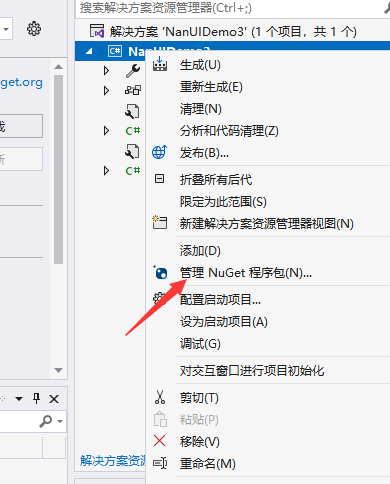 搜索解决方案资源管理器(Ctrl+;)
解决方案 'NanUIDemo3' (1 个项目，共 1 个)
NanUIDemo3
get.org
生成(U)
重新生成(E)
清理(N)
分析和代码清理(Z)
发布(B)...
折叠所有后代
限定为此范围(S)
新建解决方案资源管理器视图(N)
添加(D)
管理 NuGet 程序包(N)...
配置启动项目...
设为启动项目(A)
调试(G)
对交互窗口进行项目初始化
剪切(T)
粘贴(P)
移除(V)
重命名(M)
解决方案资源